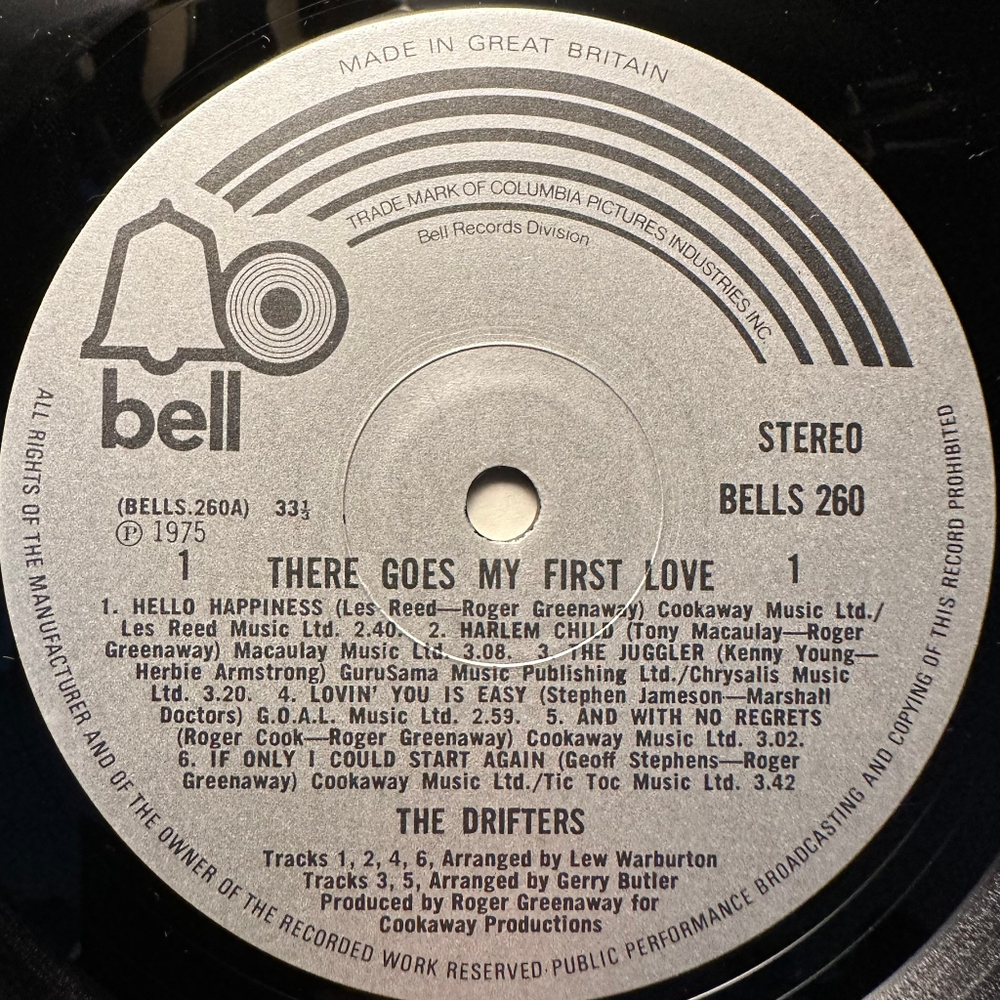 MADE IN GREAT BRITAIN
TRADE MARK OF COLUMBIA PICTURES INDUSTRIES INC.
Bell Records Division
bell
STEREO
BELLS 260
(BELLS.260A) 33⅓
Ⓟ 1975
1 THERE GOES MY FIRST LOVE 1
1. HELLO HAPPINESS (Les Reed—Roger Greenaway) Cookaway Music Ltd./
Les Reed Music Ltd. 2.40. 2. HARLEM CHILD (Tony Macaulay—Roger
Greenaway) Macaulay Music Ltd. 3.08. 3. THE JUGGLER (Kenny Young—
Herbie Armstrong) GuruSama Music Publishing Ltd./Chrysalis Music
Ltd. 3.20. 4. LOVIN' YOU IS EASY (Stephen Jameson—Marshall
Doctors) G.O.A.L. Music Ltd. 2.59. 5. AND WITH NO REGRETS
(Roger Cook—Roger Greenaway) Cookaway Music Ltd. 3.02.
6. IF ONLY I COULD START AGAIN (Geoff Stephens—Roger
Greenaway) Cookaway Music Ltd./Tic Toc Music Ltd. 3.42
THE DRIFTERS
Tracks 1, 2, 4, 6, Arranged by Lew Warburton
Tracks 3, 5, Arranged by Gerry Butler
Produced by Roger Greenaway for
Cookaway Productions
ALL RIGHTS OF THE MANUFACTURER AND OF THE OWNER OF THE RECORDED WORK RESERVED·PUBLIC PERFORMANCE BROADCASTING AND COPYING OF THIS RECORD PROHIBITED